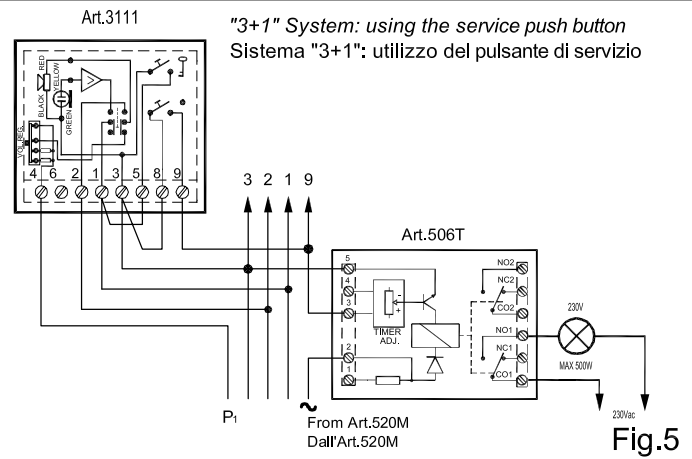 Art.3111
"3+1" System: using the service push button
Sistema "3+1": utilizzo del pulsante di servizio
RED
BLACK
YELLOW
GREEN
VOL.REG.
4 6 2 1 3 5 8 9
3 2 1 9
Art.506T
5
4
3
2
1
TIMER
ADJ.
- +
NO2
NC2
CO2
NO1
NC1
CO1
230V
MAX 500W
230Vac
P1
~
From Art.520M
Dall'Art.520M
Fig.5